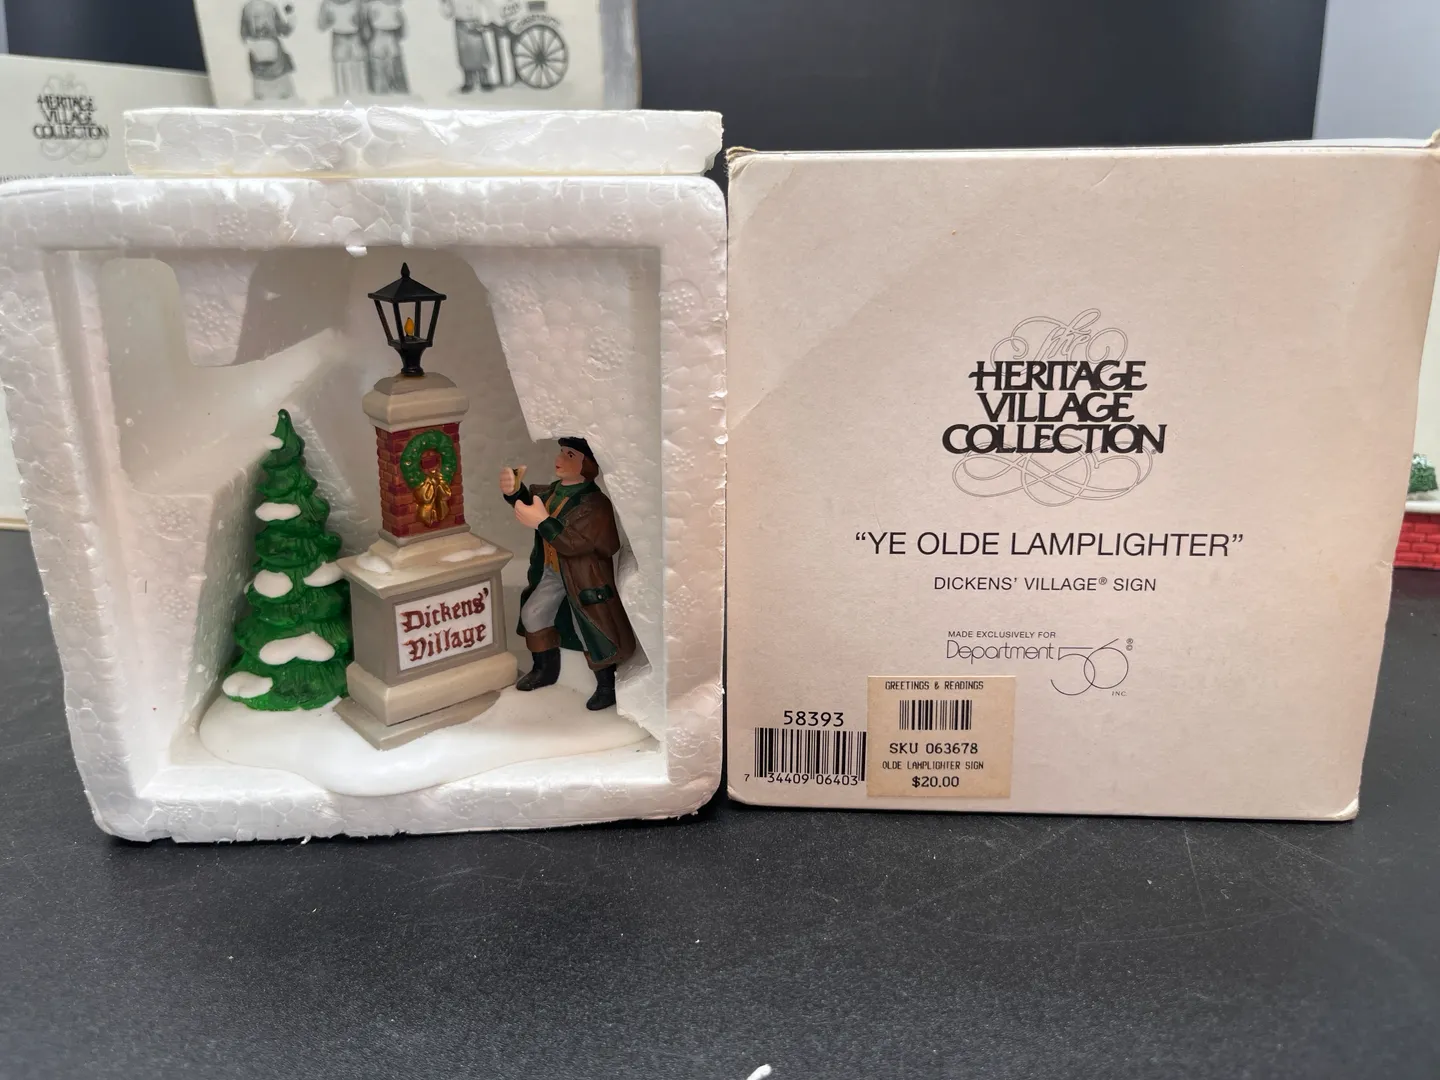 HERITAGE
VILLAGE
COLLECTION
Dickens'
Village
The
HERITAGE
VILLAGE
COLLECTION®
“YE OLDE LAMPLIGHTER”
DICKENS’ VILLAGE® SIGN
MADE EXCLUSIVELY FOR
Department 56®
INC.
GREETINGS & READINGS
SKU 063678
OLDE LAMPLIGHTER SIGN
$20.00
58393
7 34409 06403